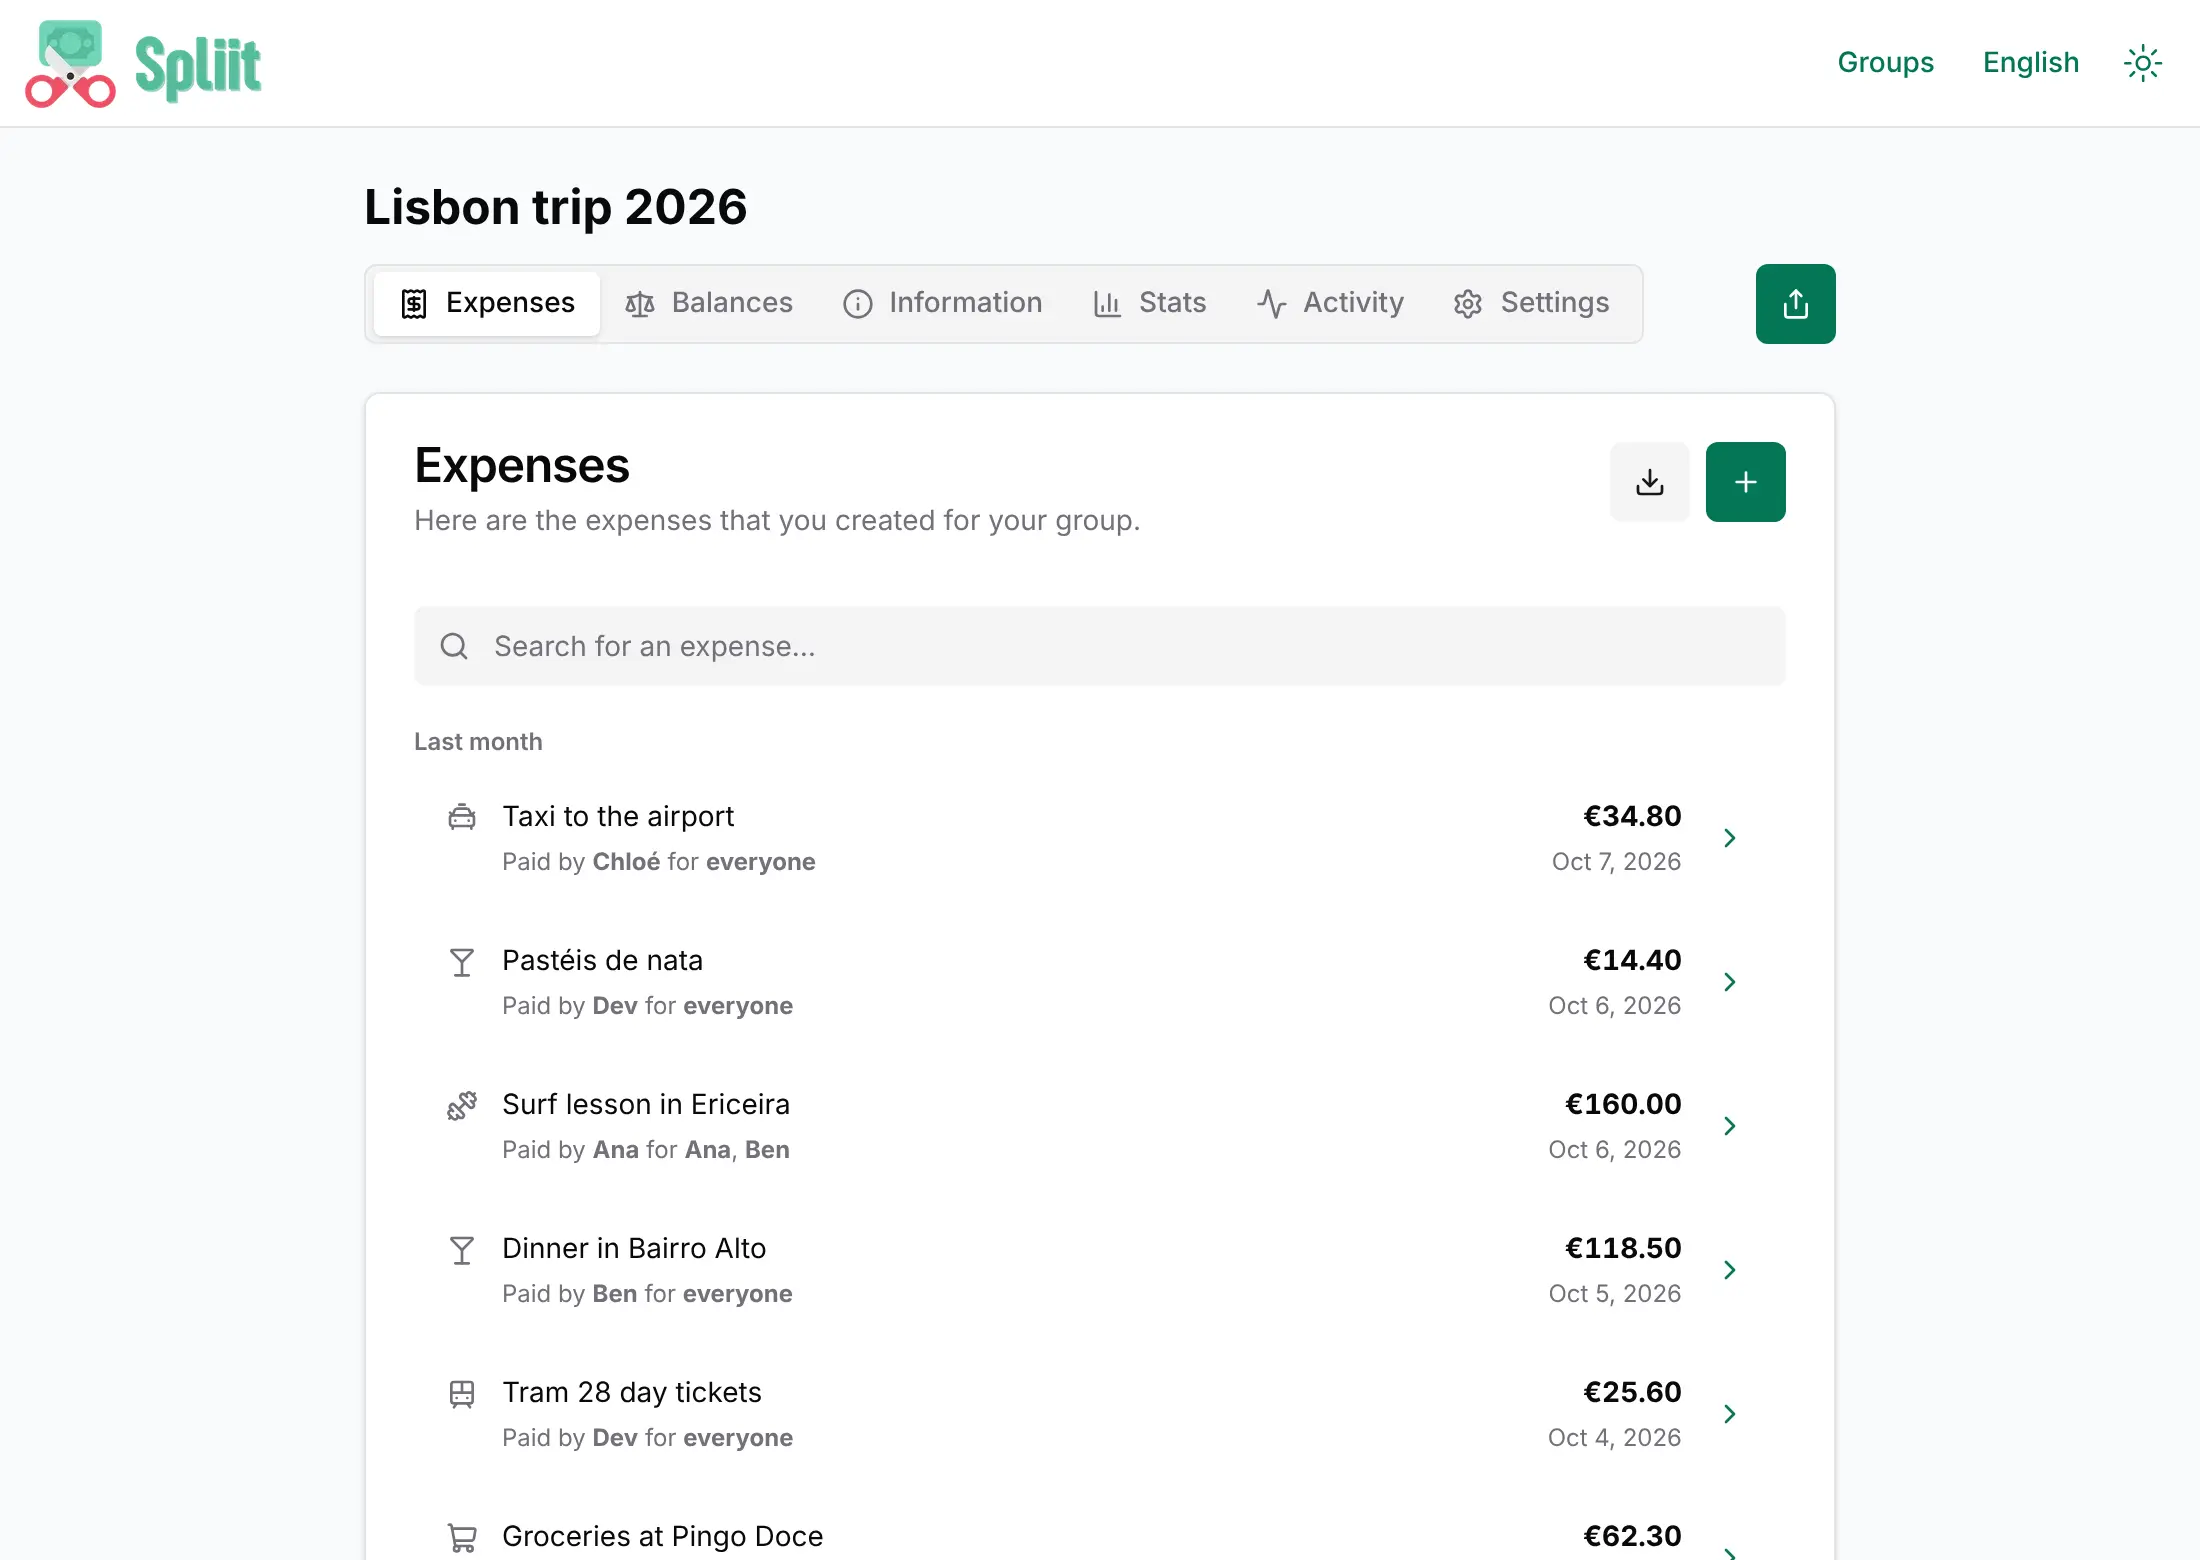 Spliit
Groups English
Lisbon trip 2026
Expenses Balances Information Stats Activity Settings
Expenses
Here are the expenses that you created for your group.
Search for an expense...
Last month
Taxi to the airport €34.80
Paid by Chloé for everyone Oct 7, 2026
Pastéis de nata €14.40
Paid by Dev for everyone Oct 6, 2026
Surf lesson in Ericeira €160.00
Paid by Ana for Ana, Ben Oct 6, 2026
Dinner in Bairro Alto €118.50
Paid by Ben for everyone Oct 5, 2026
Tram 28 day tickets €25.60
Paid by Dev for everyone Oct 4, 2026
Groceries at Pingo Doce €62.30